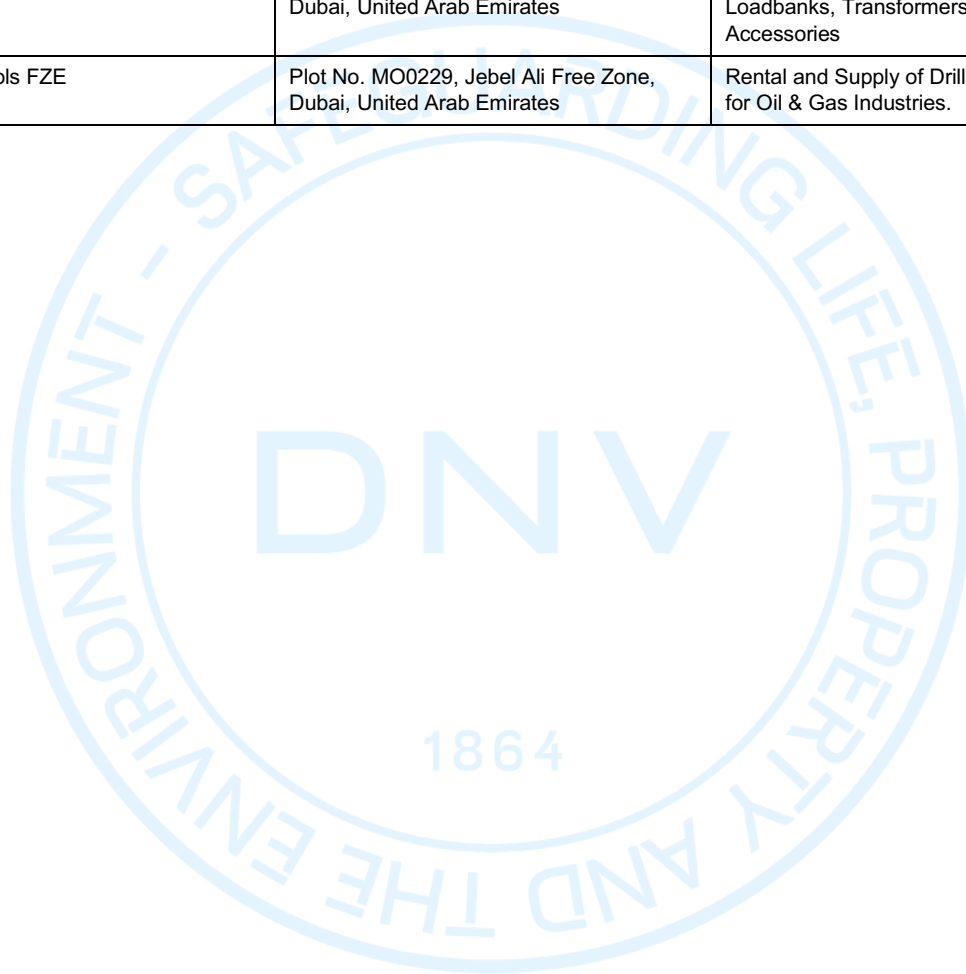 Dubai, United Arab Emirates
Loadbanks, Transformers
Accessories
ols FZE
Plot No. MO0229, Jebel Ali Free Zone,
Dubai, United Arab Emirates
Rental and Supply of Drill
for Oil & Gas Industries.
SAFEGUARDING LIFE, PROPERTY AND THE ENVIRONMENT –
DNV
1864